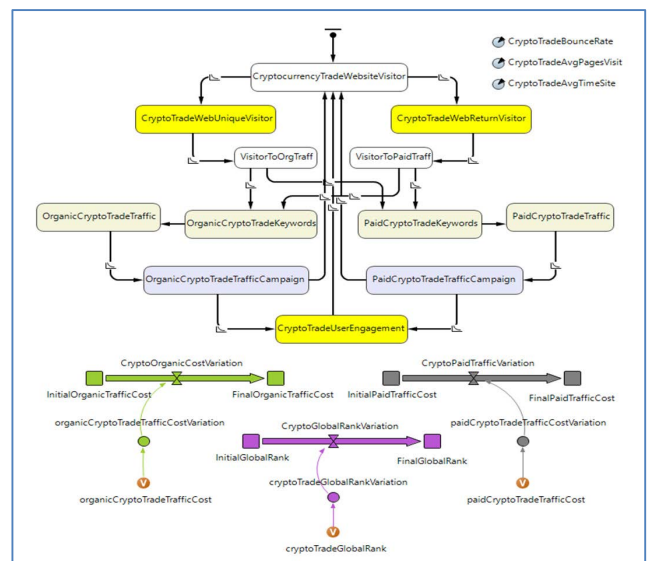 CryptoTradeBounceRate
CryptocurrencyTradeWebsiteVisitor
CryptoTradeAvgPagesVisit
CryptoTradeAvgTimeSite
CryptoTradeWebUniqueVisitor
CryptoTradeWebReturnVisitor
VisitorToOrgTraff
VisitorToPaidTraff
OrganicCryptoTradeTraffic
OrganicCryptoTradeKeywords
PaidCryptoTradeKeywords
PaidCryptoTradeTraffic
OrganicCryptoTradeTrafficCampaign
PaidCryptoTradeTrafficCampaign
CryptoTradeUserEngagement
CryptoOrganicCostVariation
CryptoPaidTrafficVariation
InitialOrganicTrafficCost
FinalOrganicTrafficCost
InitialPaidTrafficCost
FinalPaidTrafficCost
organicCryptoTradeTrafficCostVariation
CryptoGlobalRankVariation
paidCryptoTradeTrafficCostVariation
InitialGlobalRank
FinalGlobalRank
cryptoTradeGlobalRankVariation
V
V
organicCryptoTradeTrafficCost
paidCryptoTradeTrafficCost
V
cryptoTradeGlobalRank